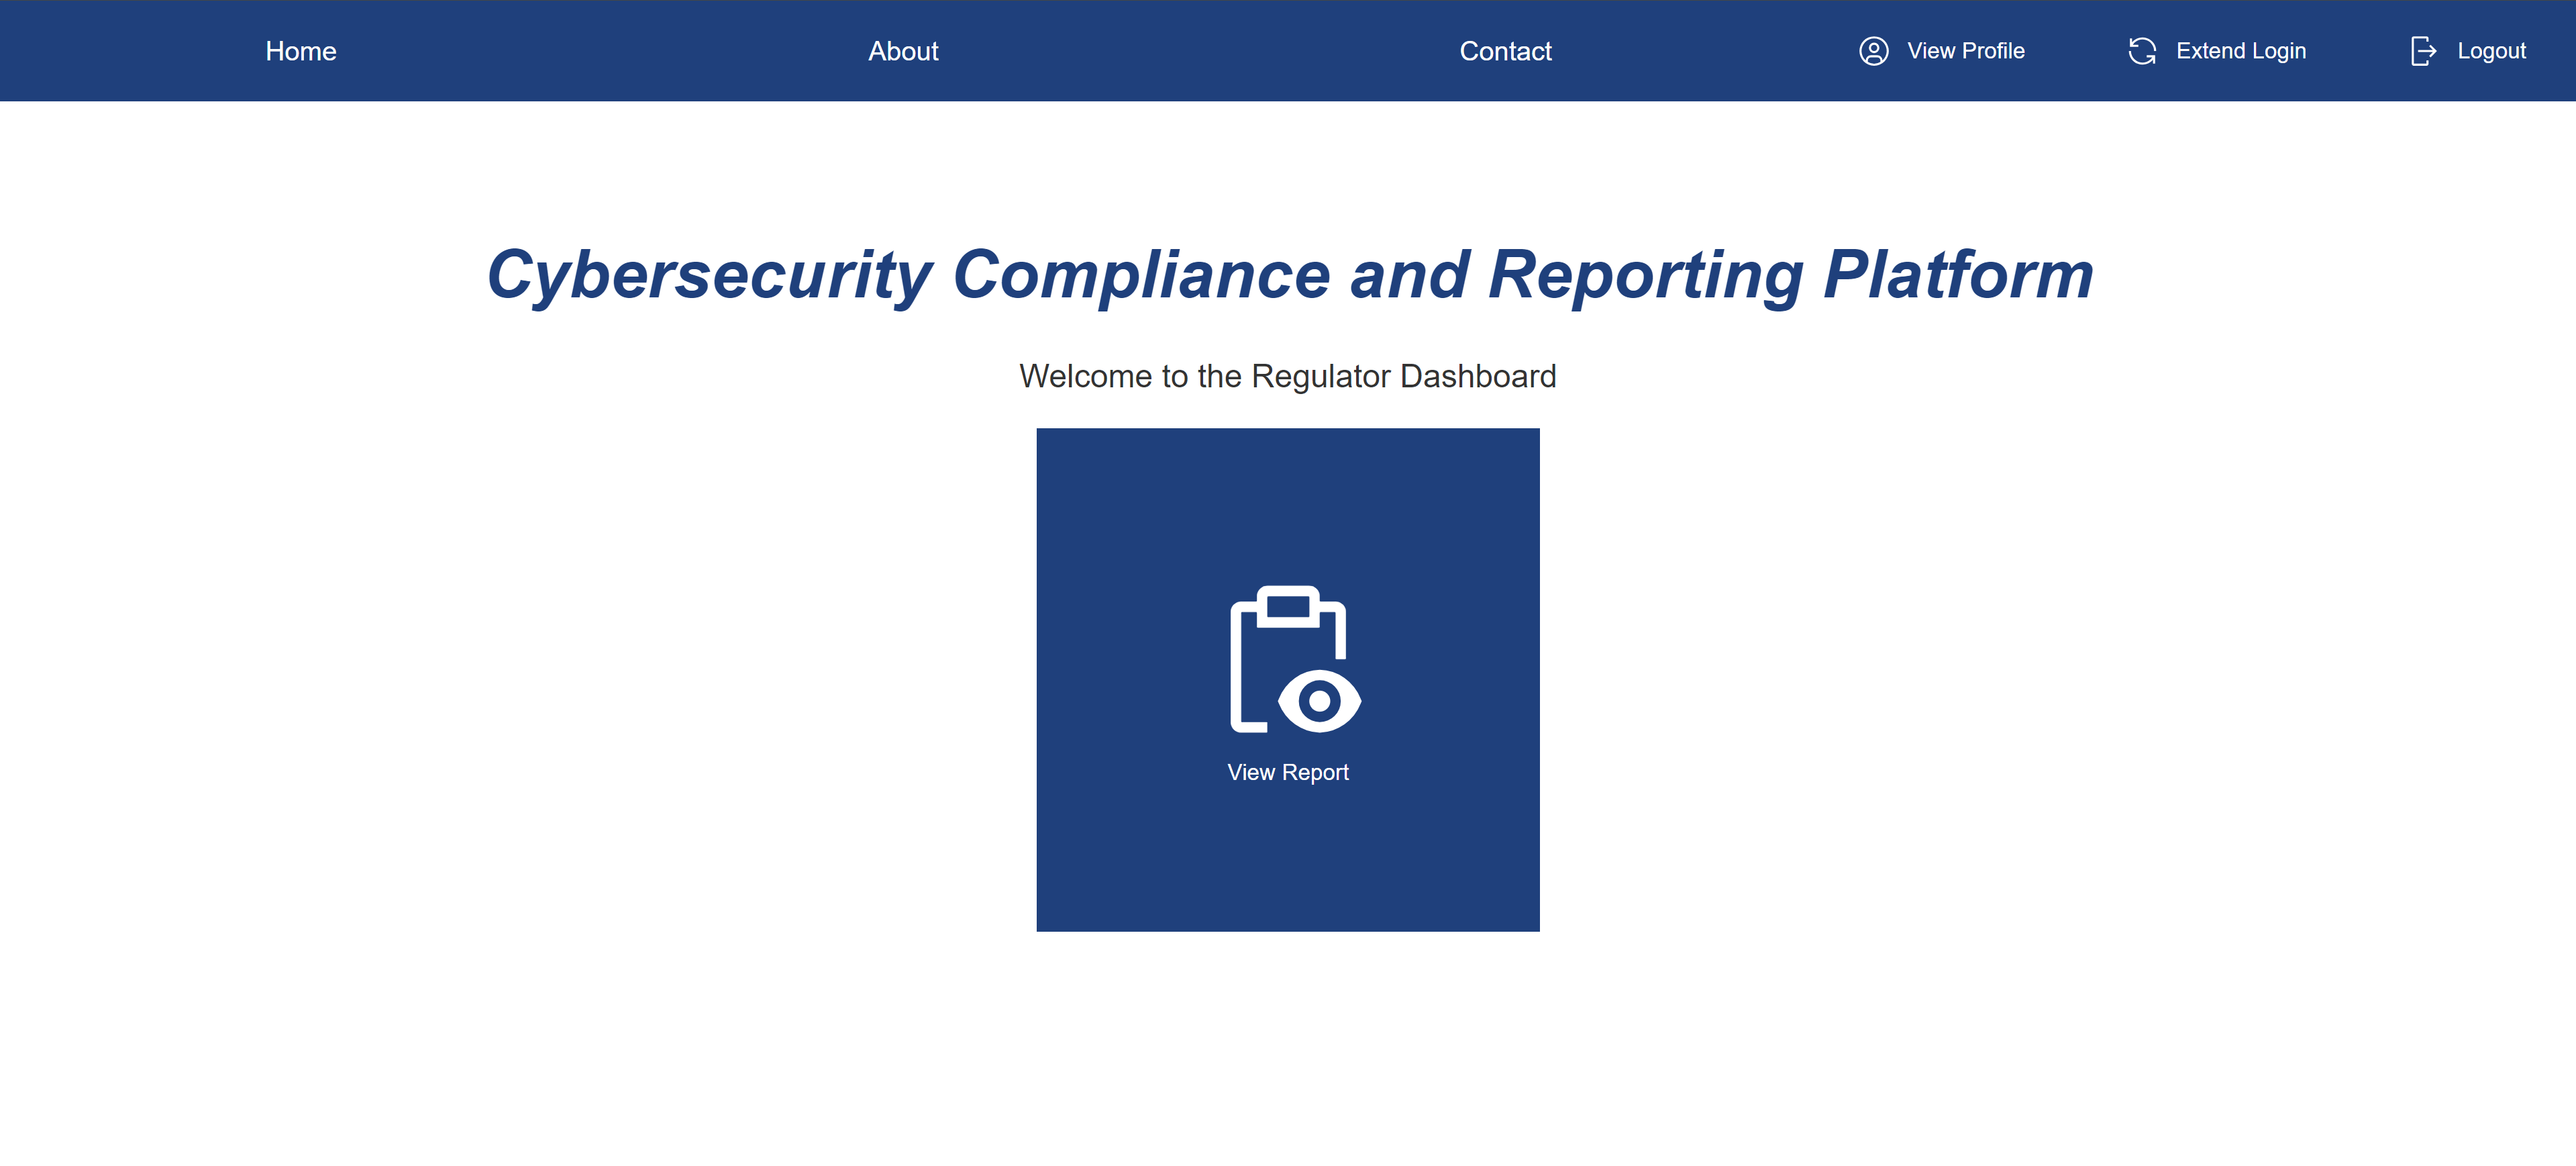 Home About Contact View Profile Extend Login Logout
Cybersecurity Compliance and Reporting Platform
Welcome to the Regulator Dashboard
View Report